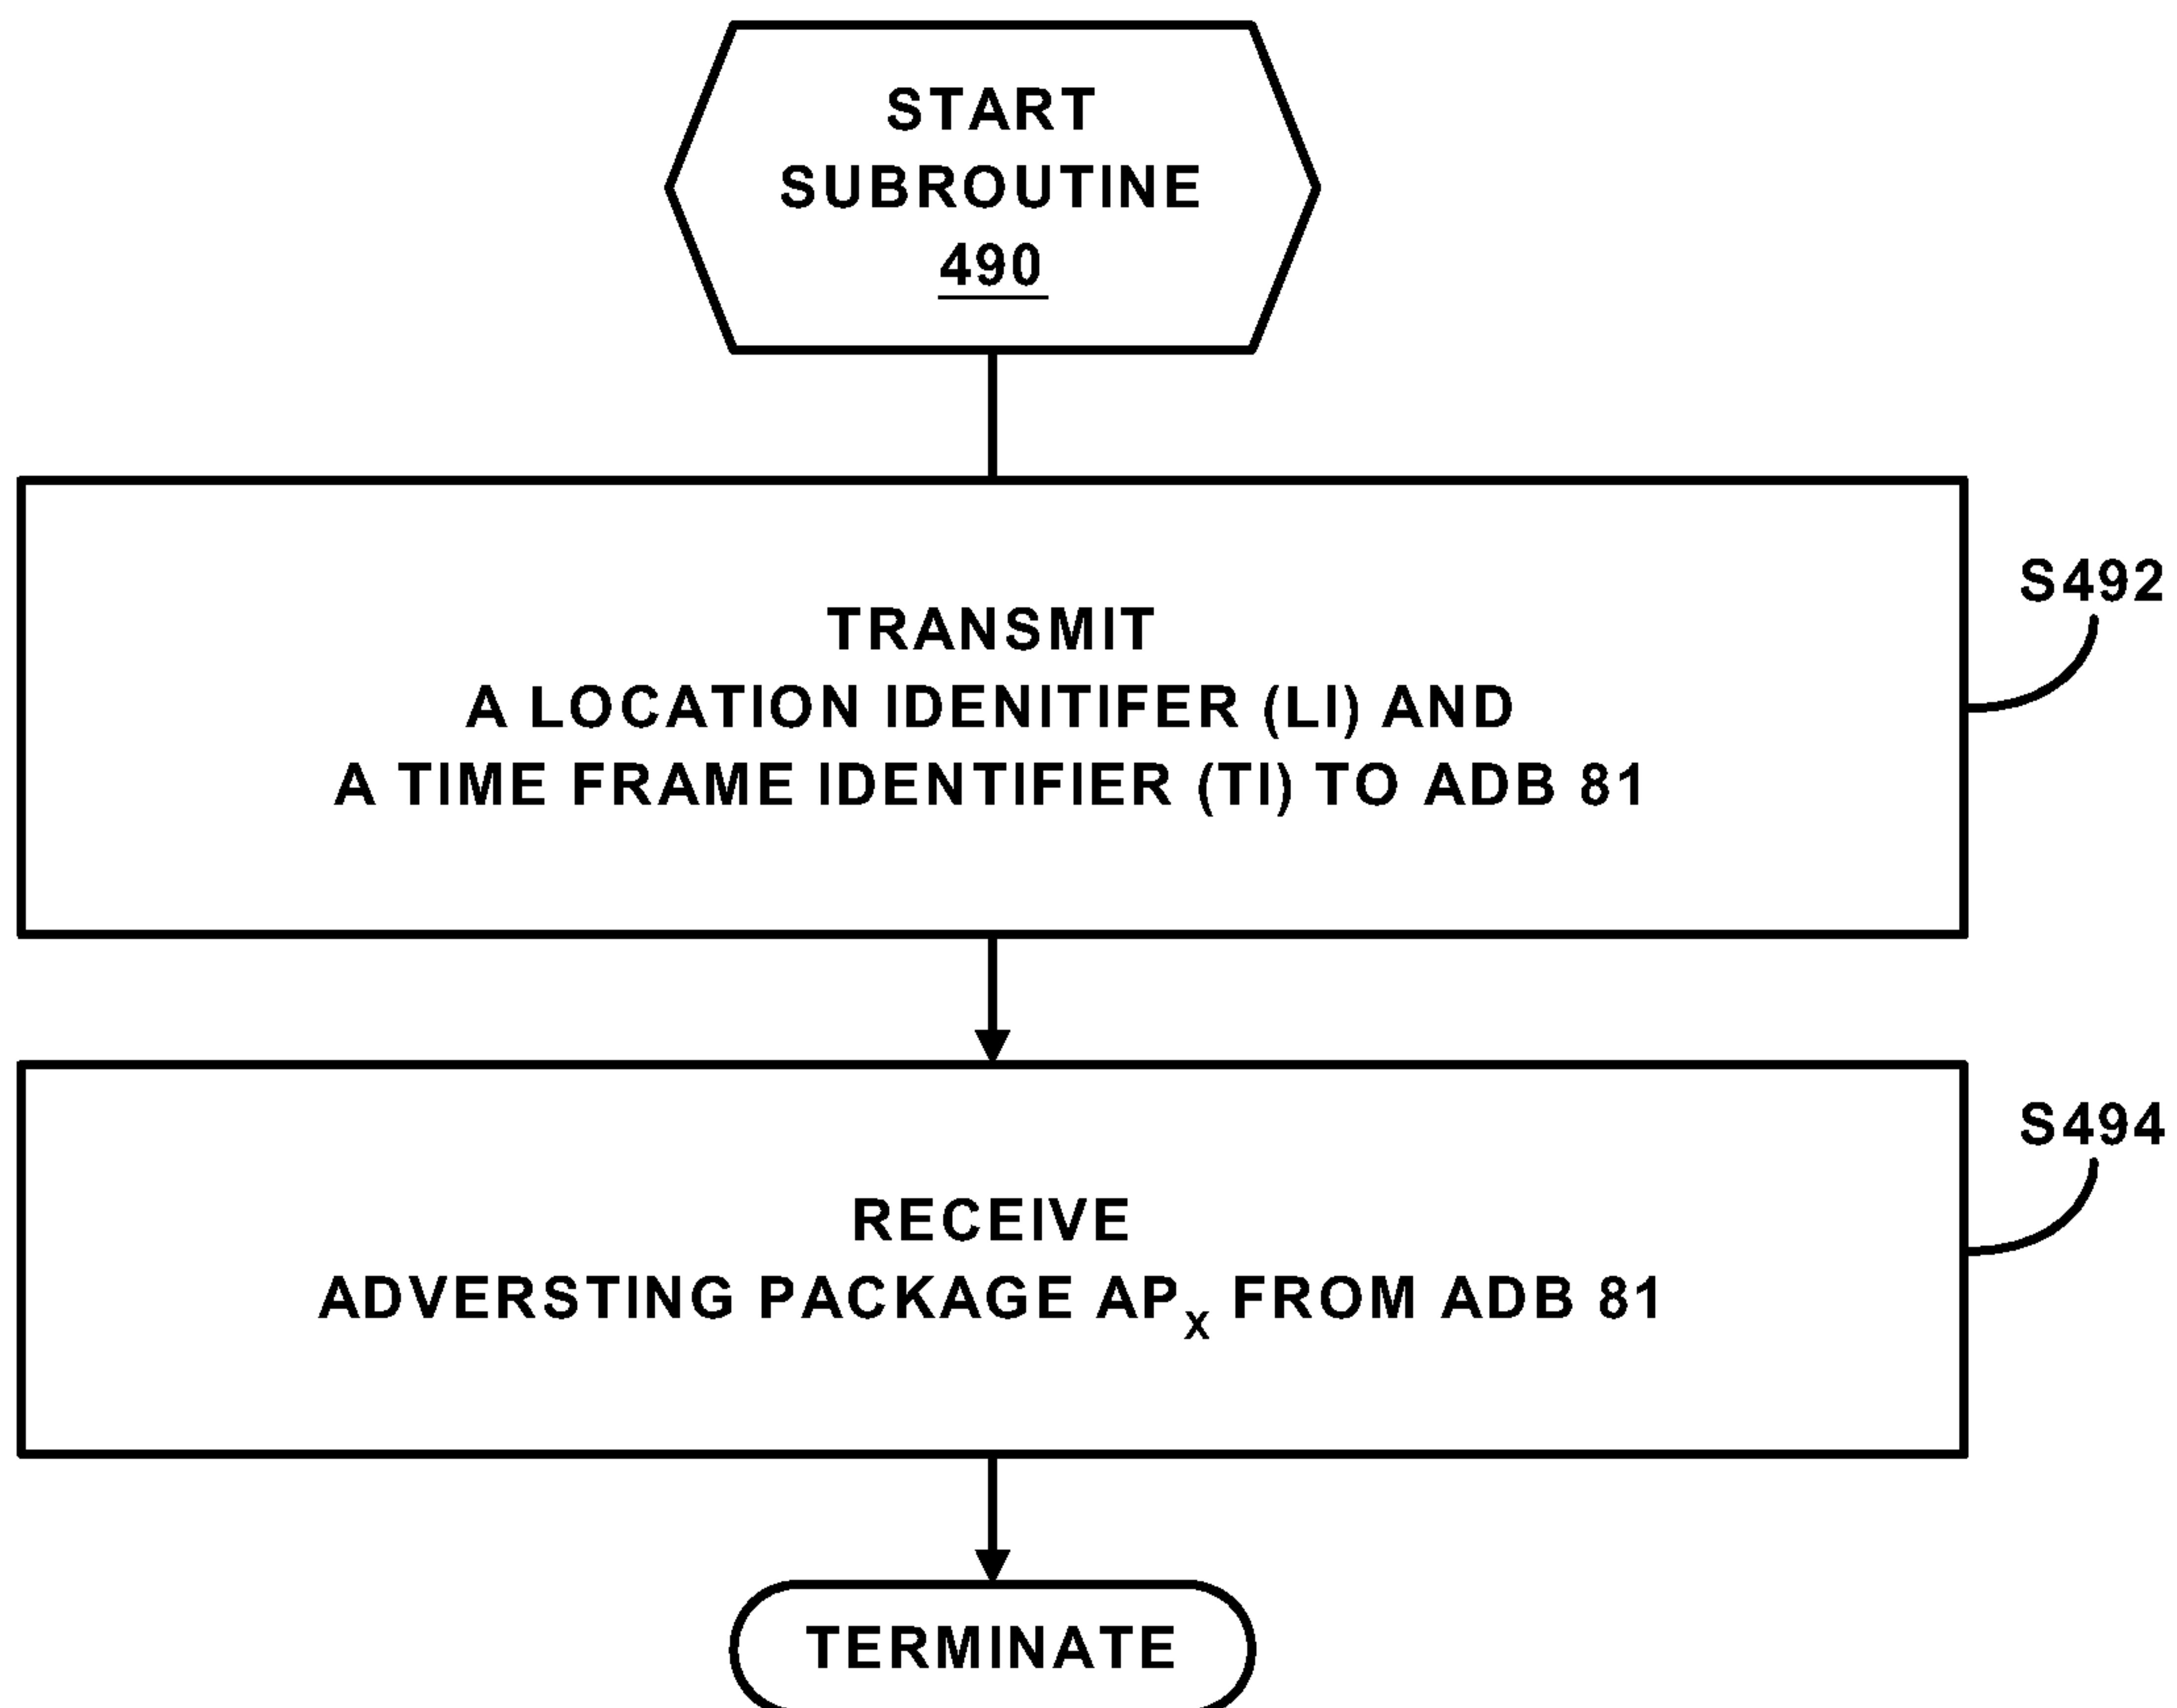 START
SUBROUTINE
490
S492
TRANSMIT
A LOCATION IDENITIFER (LI) AND
A TIME FRAME IDENTIFIER (TI) TO ADB 81
S494
RECEIVE
ADVERSTING PACKAGE APX FROM ADB 81
TERMINATE